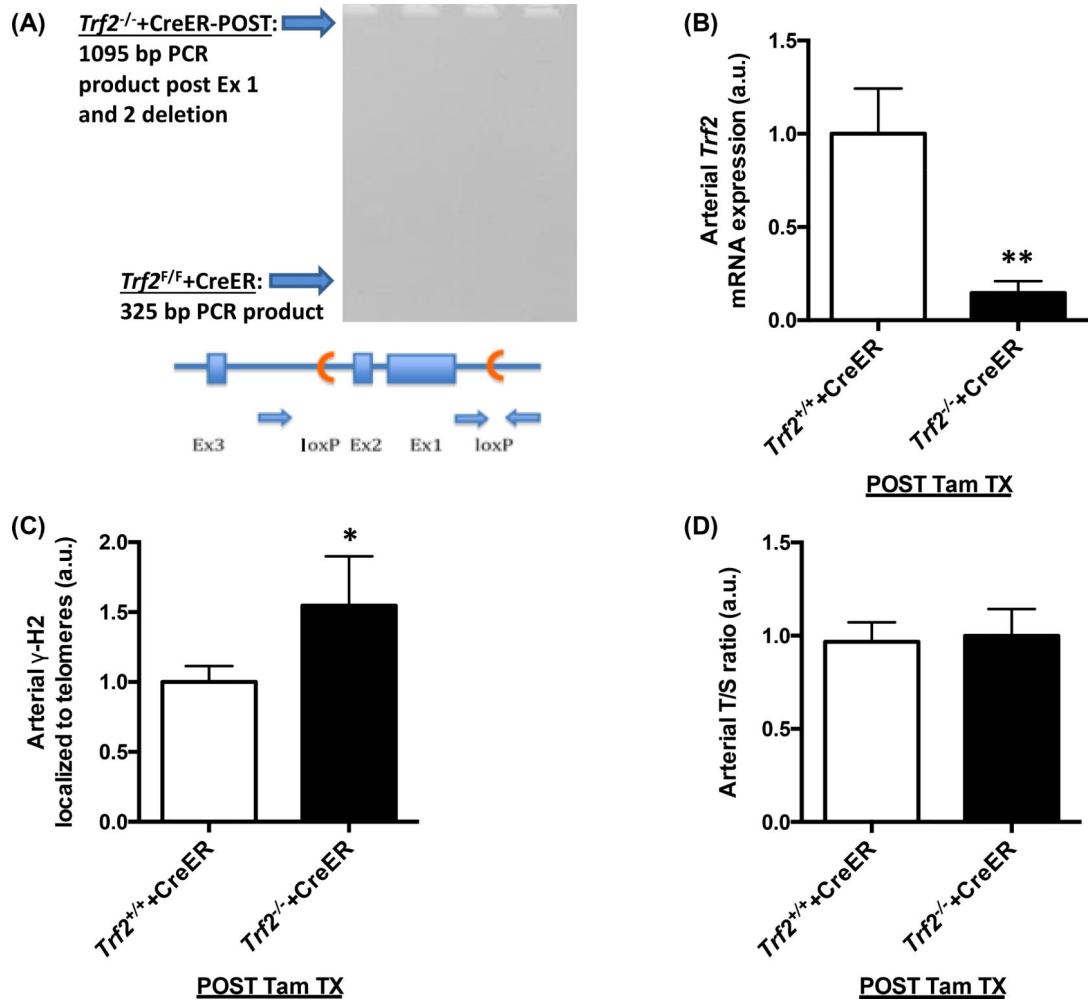 (A)
Trf2-/-+CreER-POST:
1095 bp PCR
product post Ex 1
and 2 deletion
Trf2F/F+CreER:
325 bp PCR product
Ex3 loxP Ex2 Ex1 loxP
(B)
Arterial Trf2
mRNA expression (a.u.)
1.5
1.0
0.5
0.0
**
Trf2+/++CreER
Trf2-/-+CreER
POST Tam TX
(C)
Arterial γ-H2
localized to telomeres (a.u.)
2.0
1.5
1.0
0.5
0.0
*
Trf2+/++CreER
Trf2-/-+CreER
POST Tam TX
(D)
Arterial T/S ratio (a.u.)
1.5
1.0
0.5
0.0
Trf2+/++CreER
Trf2-/-+CreER
POST Tam TX